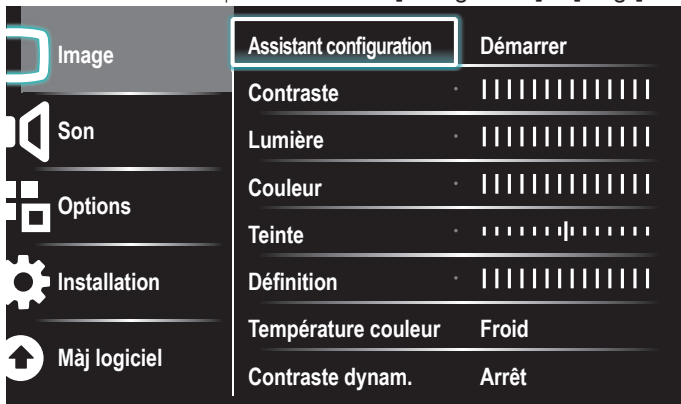 Image
Son
Options
Installation
Màj logiciel
Assistant configuration Démarrer
Contraste
Lumière
Couleur
Teinte
Définition
Température couleur Froid
Contraste dynam. Arrêt